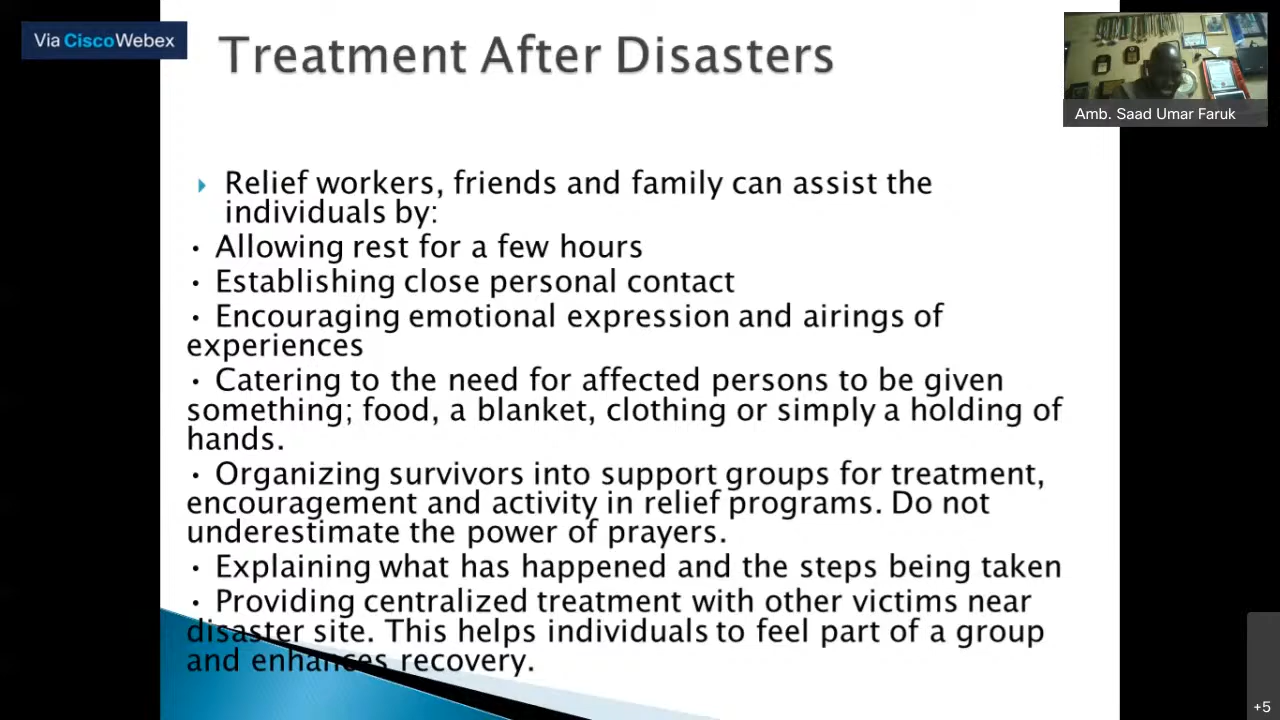 Via CiscoWebex
Treatment After Disasters
Amb. Saad Umar Faruk
Relief workers, friends and family can assist the
individuals by:
• Allowing rest for a few hours
• Establishing close personal contact
• Encouraging emotional expression and airings of
experiences
• Catering to the need for affected persons to be given
something; food, a blanket, clothing or simply a holding of
hands.
• Organizing survivors into support groups for treatment,
encouragement and activity in relief programs. Do not
underestimate the power of prayers.
• Explaining what has happened and the steps being taken
• Providing centralized treatment with other victims near
disaster site. This helps individuals to feel part of a group
and enhances recovery.
+5